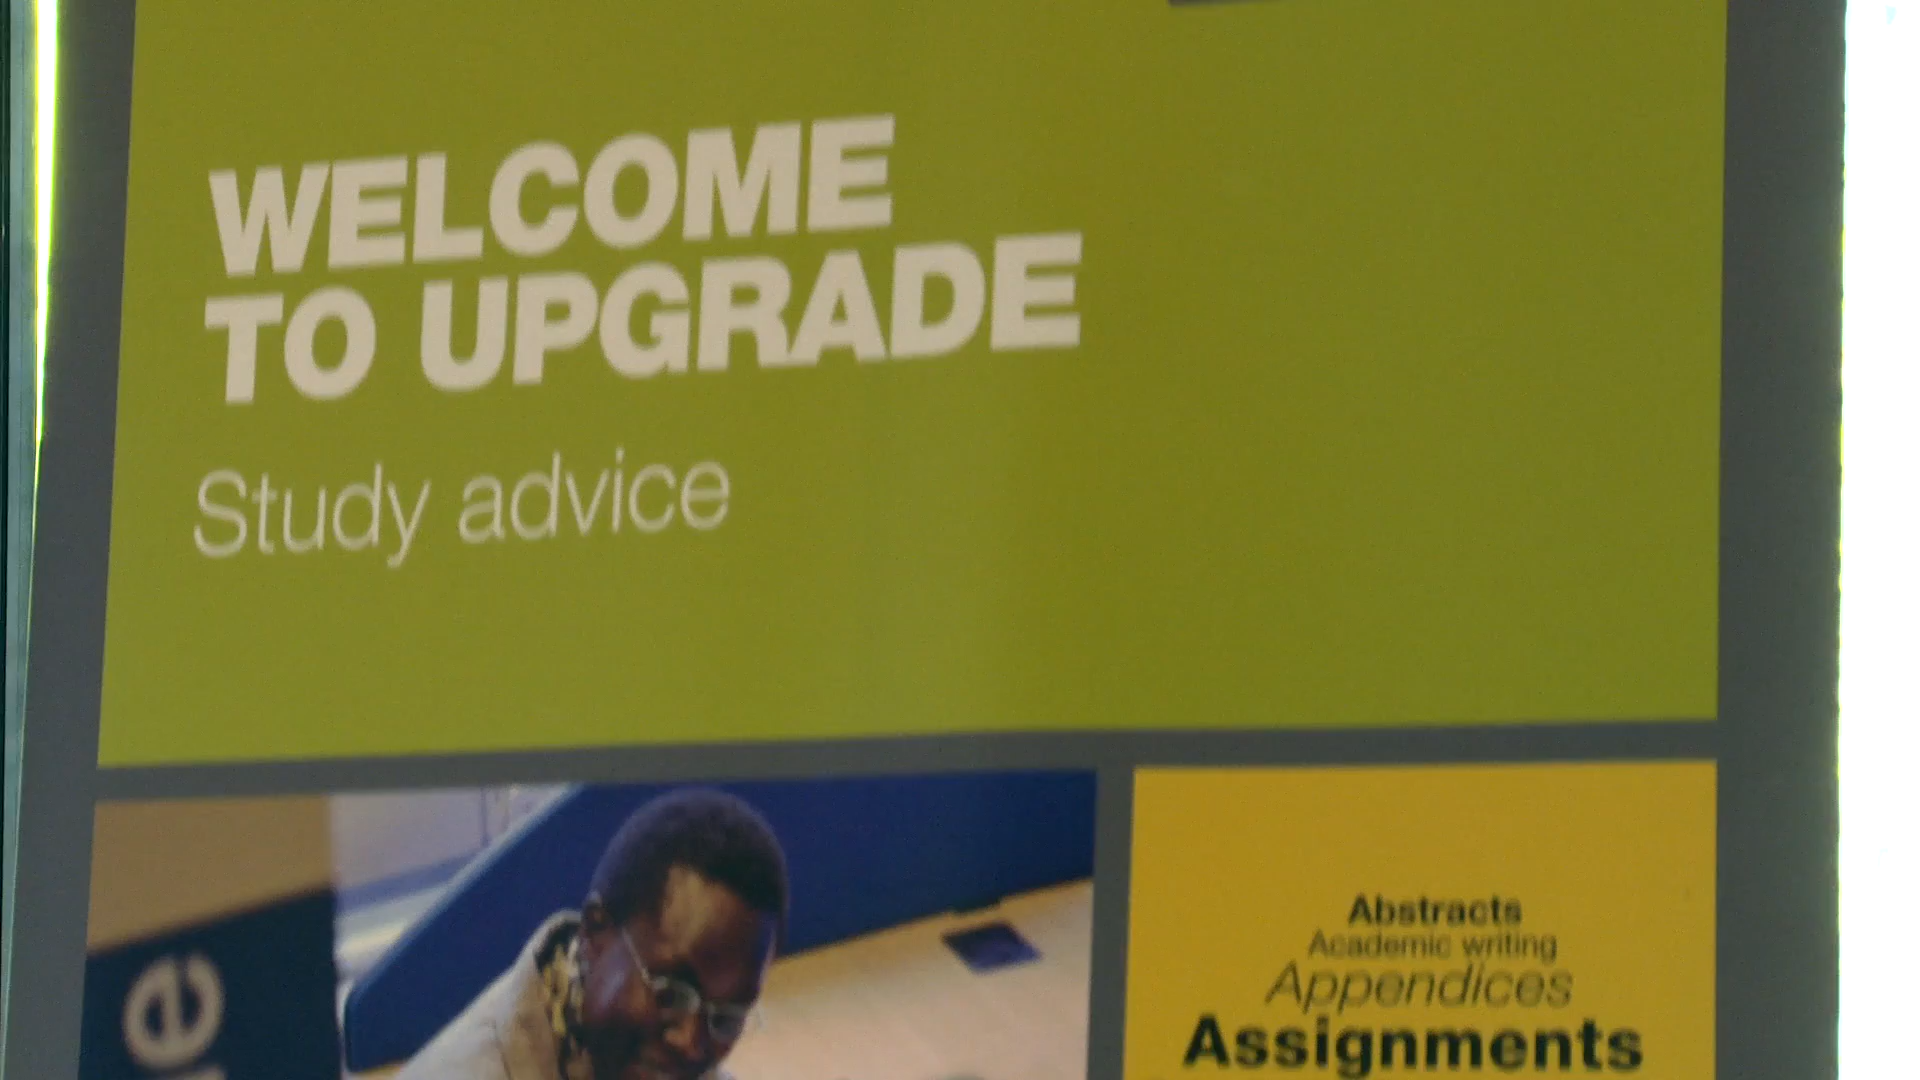 WELCOME
TO UPGRADE
Study advice
Abstracts
Academic writing
Appendices
Assignments